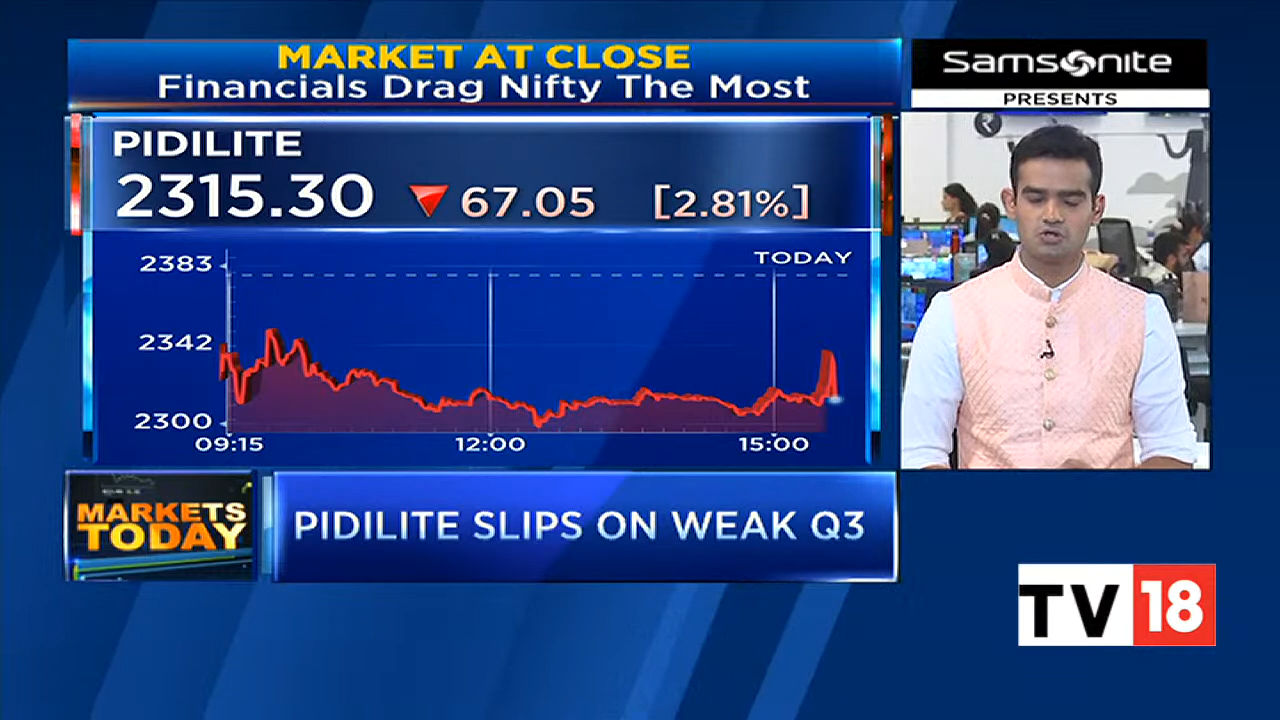 MARKET AT CLOSE
Financials Drag Nifty The Most
Samsonite
PRESENTS
PIDILITE
2315.30 ▼ 67.05 [2.81%]
TODAY
2383
2342
2300
09:15 12:00 15:00
MARKETS
TODAY
PIDILITE SLIPS ON WEAK Q3
TV18